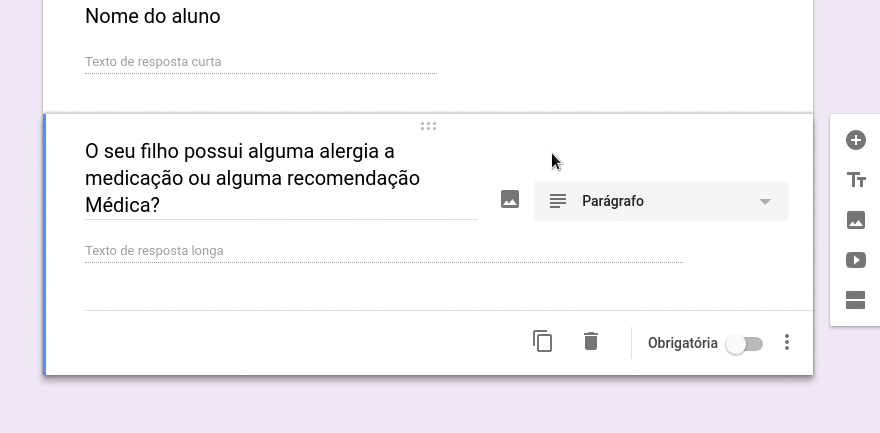 Nome do aluno
Texto de resposta curta
O seu filho possui alguma alergia a
medicação ou alguma recomendação
Médica?
Parágrafo
Texto de resposta longa
Obrigatória